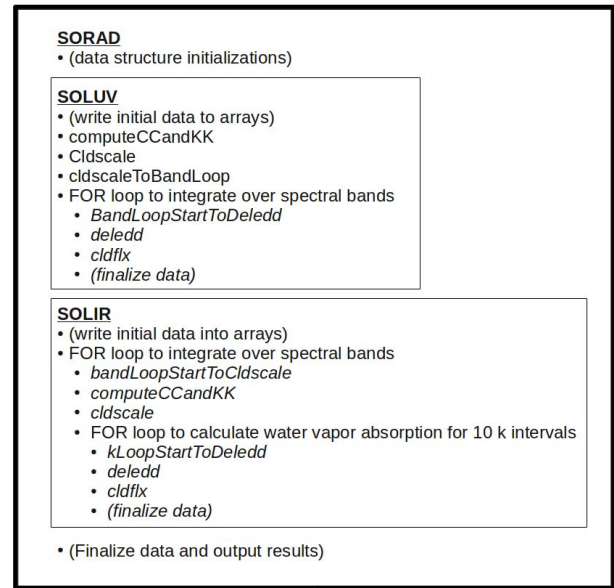 SORAD
• (data structure initializations)
SOLUV
• (write initial data to arrays)
• computeCCandKK
• Cldscale
• cldscaleToBandLoop
• FOR loop to integrate over spectral bands
• BandLoopStartToDeledd
• deledd
• cldflx
• (finalize data)
SOLIR
• (write initial data into arrays)
• FOR loop to integrate over spectral bands
• bandLoopStartToCldscale
• computeCCandKK
• cldscale
• FOR loop to calculate water vapor absorption for 10 k intervals
• kLoopStartToDeledd
• deledd
• cldflx
• (finalize data)
• (Finalize data and output results)